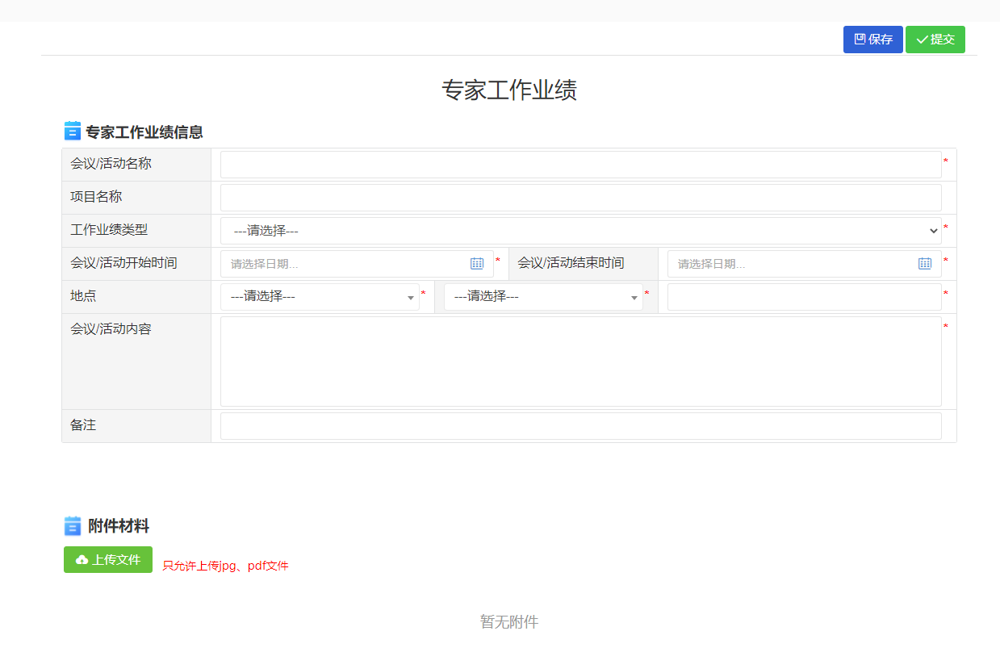 保存 提交
专家工作业绩
专家工作业绩信息
会议/活动名称 *
项目名称
工作业绩类型 ---请选择--- *
会议/活动开始时间 请选择日期... * 会议/活动结束时间 请选择日期... *
地点 ---请选择--- * ---请选择--- * *
会议/活动内容 *
备注
附件材料
上传文件 只允许上传jpg、pdf文件
暂无附件